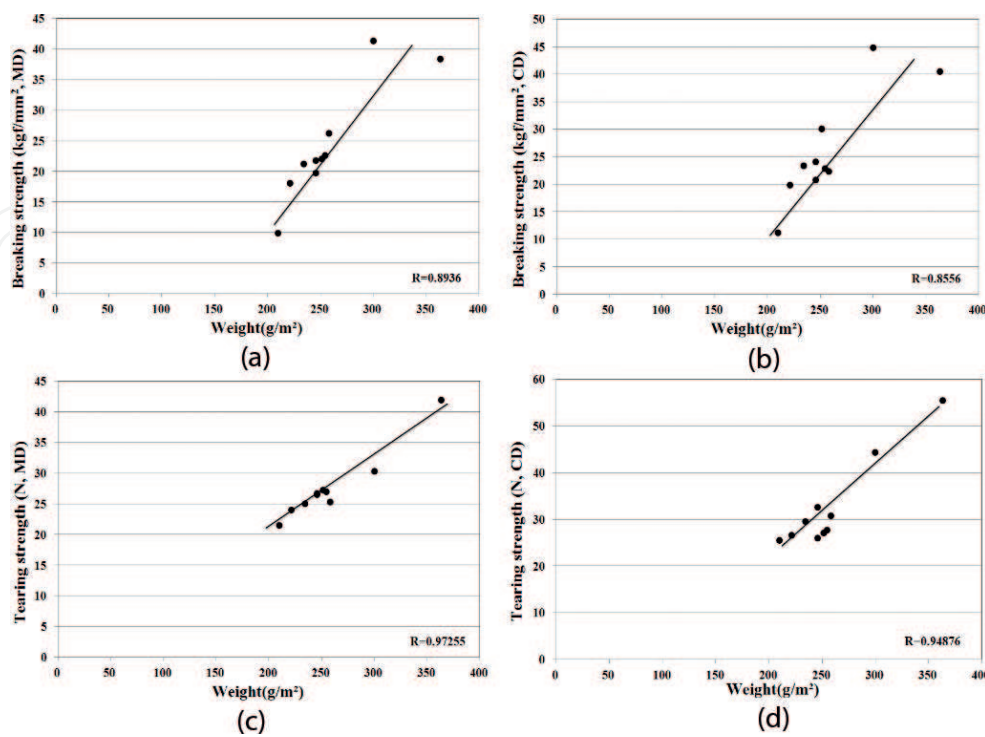 Breaking strength (kgf/mm², MD)
45
40
35
30
25
20
15
10
5
0
R=0.8936
0 50 100 150 200 250 300 350 400
Weight(g/m²)
(a)
Breaking strength (kgf/mm², CD)
50
45
40
35
30
25
20
15
10
5
0
R=0.8556
0 50 100 150 200 250 300 350 400
Weight(g/m²)
(b)
Tearing strength (N, MD)
45
40
35
30
25
20
15
10
5
0
R=0.97255
0 50 100 150 200 250 300 350 400
Weight(g/m²)
(c)
Tearing strength (N, CD)
60
50
40
30
20
10
0
R=0.94876
0 50 100 150 200 250 300 350 400
Weight(g/m²)
(d)